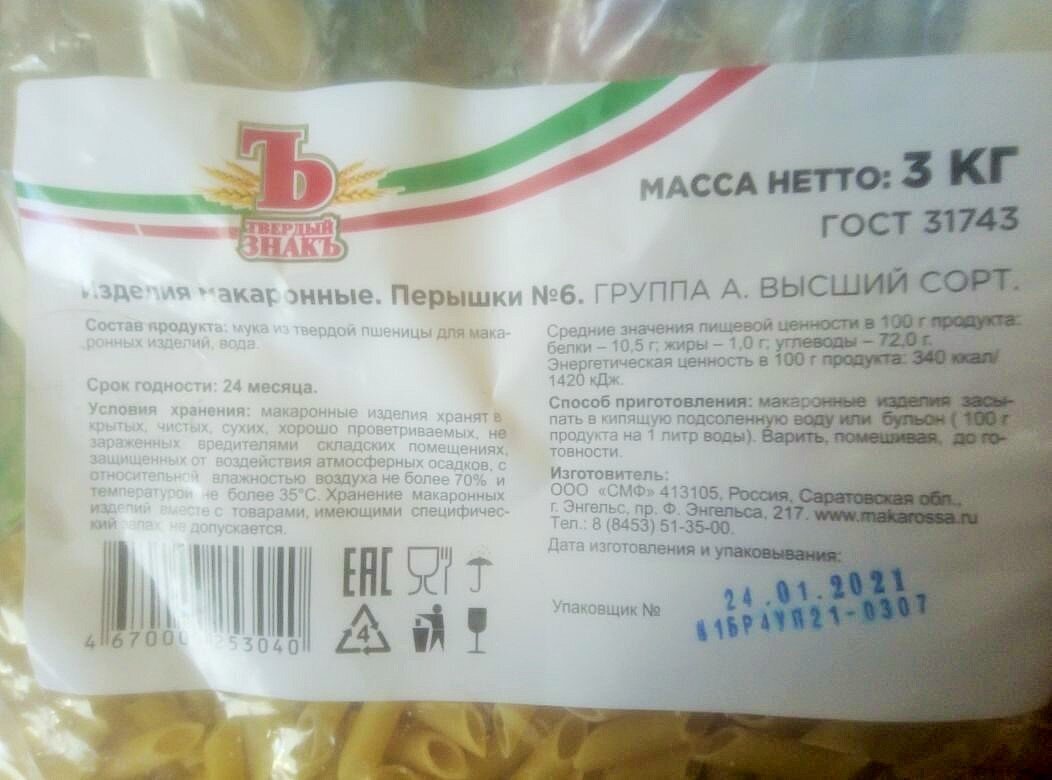 Ъ
ТВЕРДЫЙ
ЗНАКЪ
МАССА НЕТТО: 3 КГ
ГОСТ 31743
Изделия макаронные. Перышки №6. ГРУППА А. ВЫСШИЙ СОРТ.
Состав продукта: мука из твердой пшеницы для мака-
ронных изделий, вода.
Срок годности: 24 месяца.
Условия хранения: макаронные изделия хранят в
крытых, чистых, сухих, хорошо проветриваемых, не
зараженных вредителями складских помещениях,
защищенных от воздействия атмосферных осадков, с
относительной влажностью воздуха не более 70% и
температурой не более 35°С. Хранение макаронных
изделий вместе с товарами, имеющими специфичес-
кий запах, не допускается.
Средние значения пищевой ценности в 100 г продукта:
белки – 10,5 г; жиры – 1,0 г; углеводы – 72,0 г.
Энергетическая ценность в 100 г продукта: 340 ккал/
1420 кДж.
Способ приготовления: макаронные изделия засы-
пать в кипящую подсоленную воду или бульон ( 100 г
продукта на 1 литр воды). Варить, помешивая, до го-
товности.
Изготовитель:
ООО «СМФ» 413105, Россия, Саратовская обл.,
г. Энгельс, пр. Ф. Энгельса, 217. www.makarossa.ru
Тел.: 8 (8453) 51-35-00.
Дата изготовления и упаковывания:
24.01.2021
Упаковщик №
В1БР4УП21-0307
EAC
4
4 67000 253040